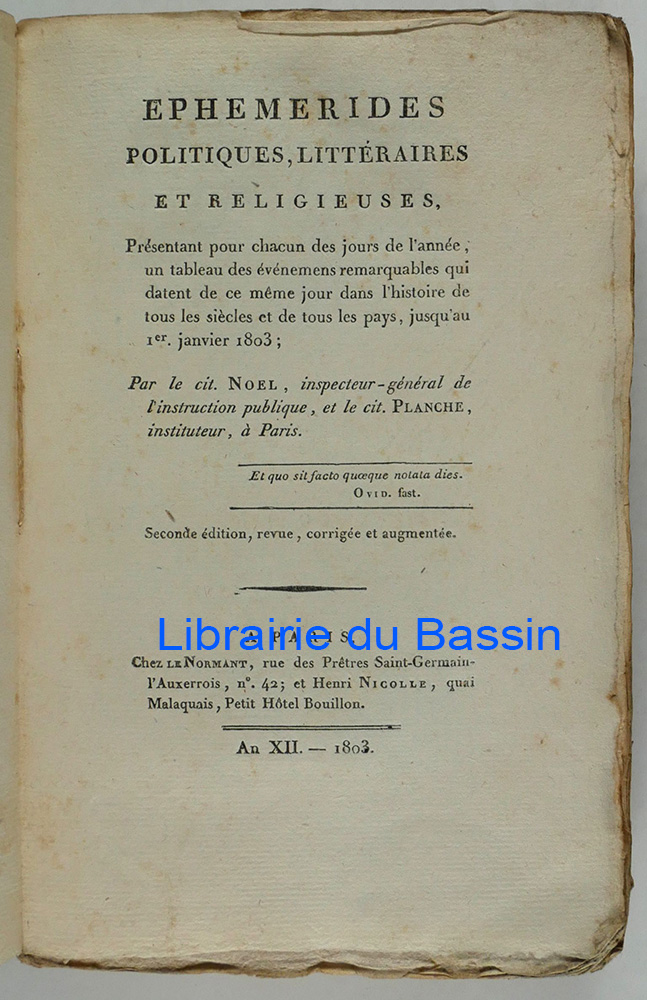 EPHEMERIDES
POLITIQUES, LITTÉRAIRES
ET RELIGIEUSES,
Présentant pour chacun des jours de l'année,
un tableau des événemens remarquables qui
datent de ce même jour dans l'histoire de
tous les siècles et de tous les pays, jusqu'au
1er. janvier 1803;
Par le cit. NOEL, inspecteur-général de
l'instruction publique, et le cit. PLANCHE,
instituteur, à Paris.
Et quo sit facto quæque notata dies.
OVID. fast.
Seconde édition, revue, corrigée et augmentée.
A PARIS,
Librairie du Bassin
Chez LE NORMANT, rue des Prêtres Saint-Germain-
l'Auxerrois, n°. 42; et Henri NICOLLE, quai
Malaquais, Petit Hôtel Bouillon.
An XII. — 1803.